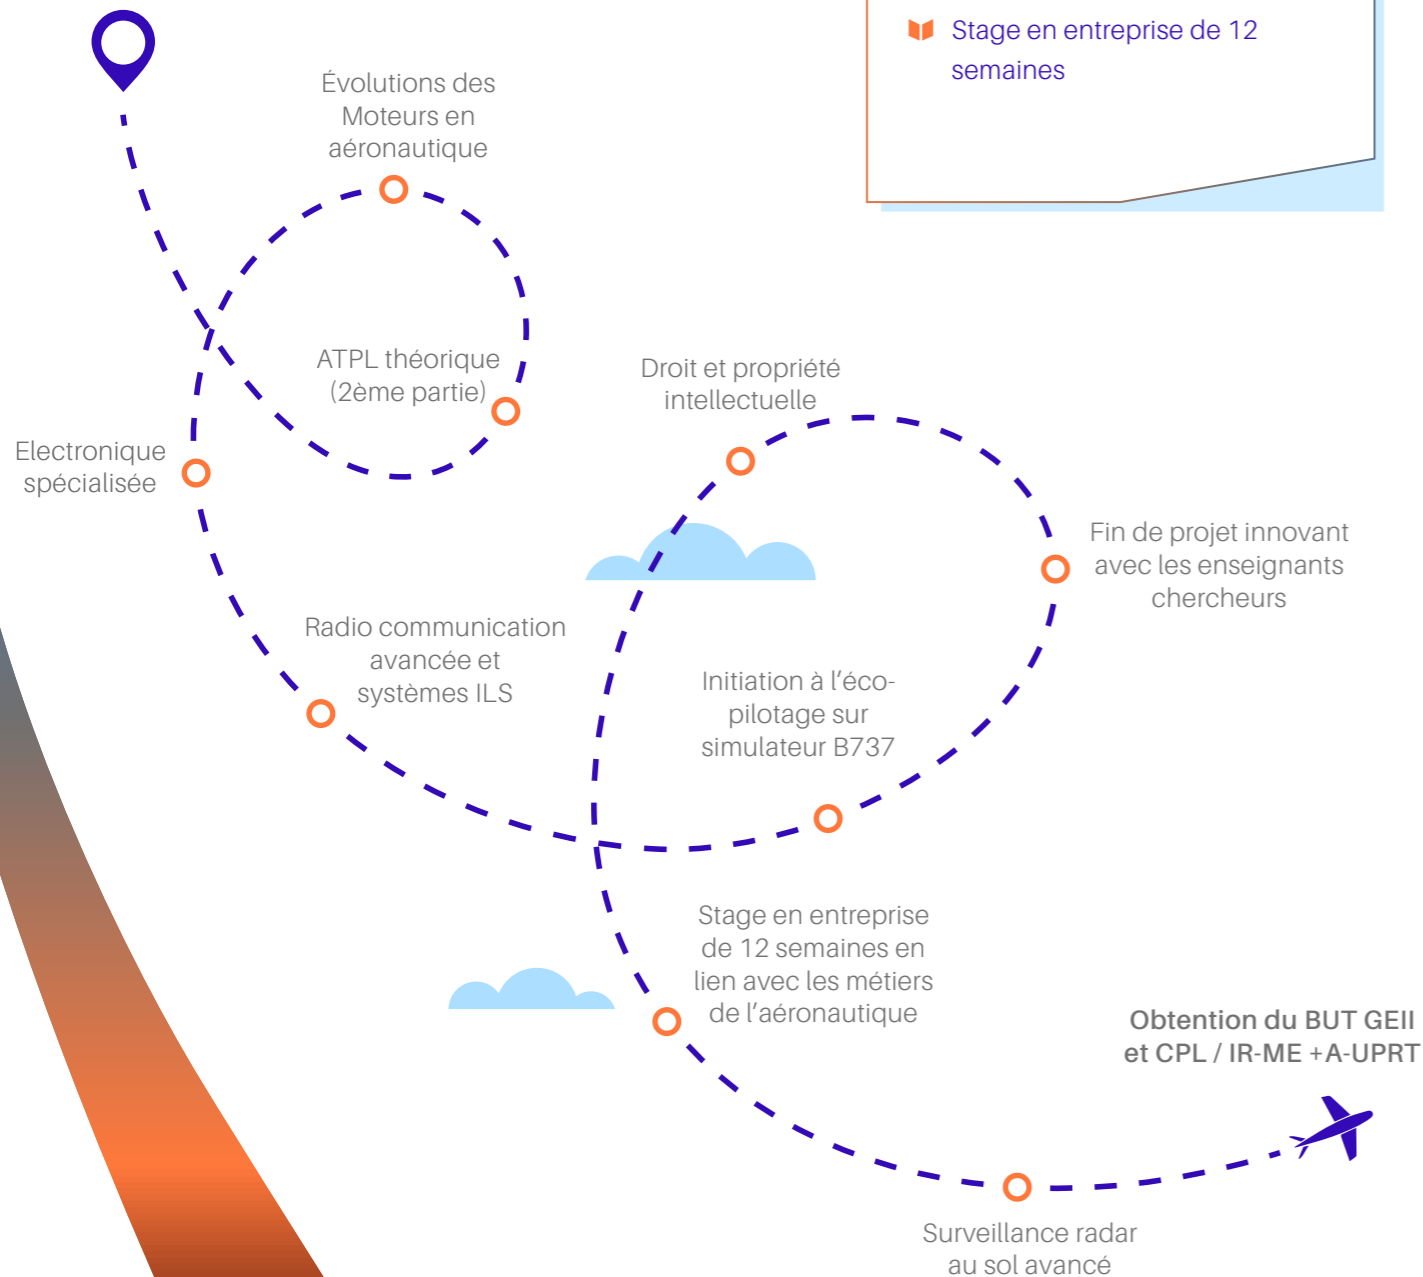 Stage en entreprise de 12
semaines
Évolutions des
Moteurs en
aéronautique
ATPL théorique
(2ème partie)
Droit et propriété
intellectuelle
Electronique
spécialisée
Fin de projet innovant
avec les enseignants
chercheurs
Radio communication
avancée et
systèmes ILS
Initiation à l’éco-
pilotage sur
simulateur B737
Stage en entreprise
de 12 semaines en
lien avec les métiers
de l’aéronautique
Obtention du BUT GEII
et CPL / IR-ME +A-UPRT
Surveillance radar
au sol avancé